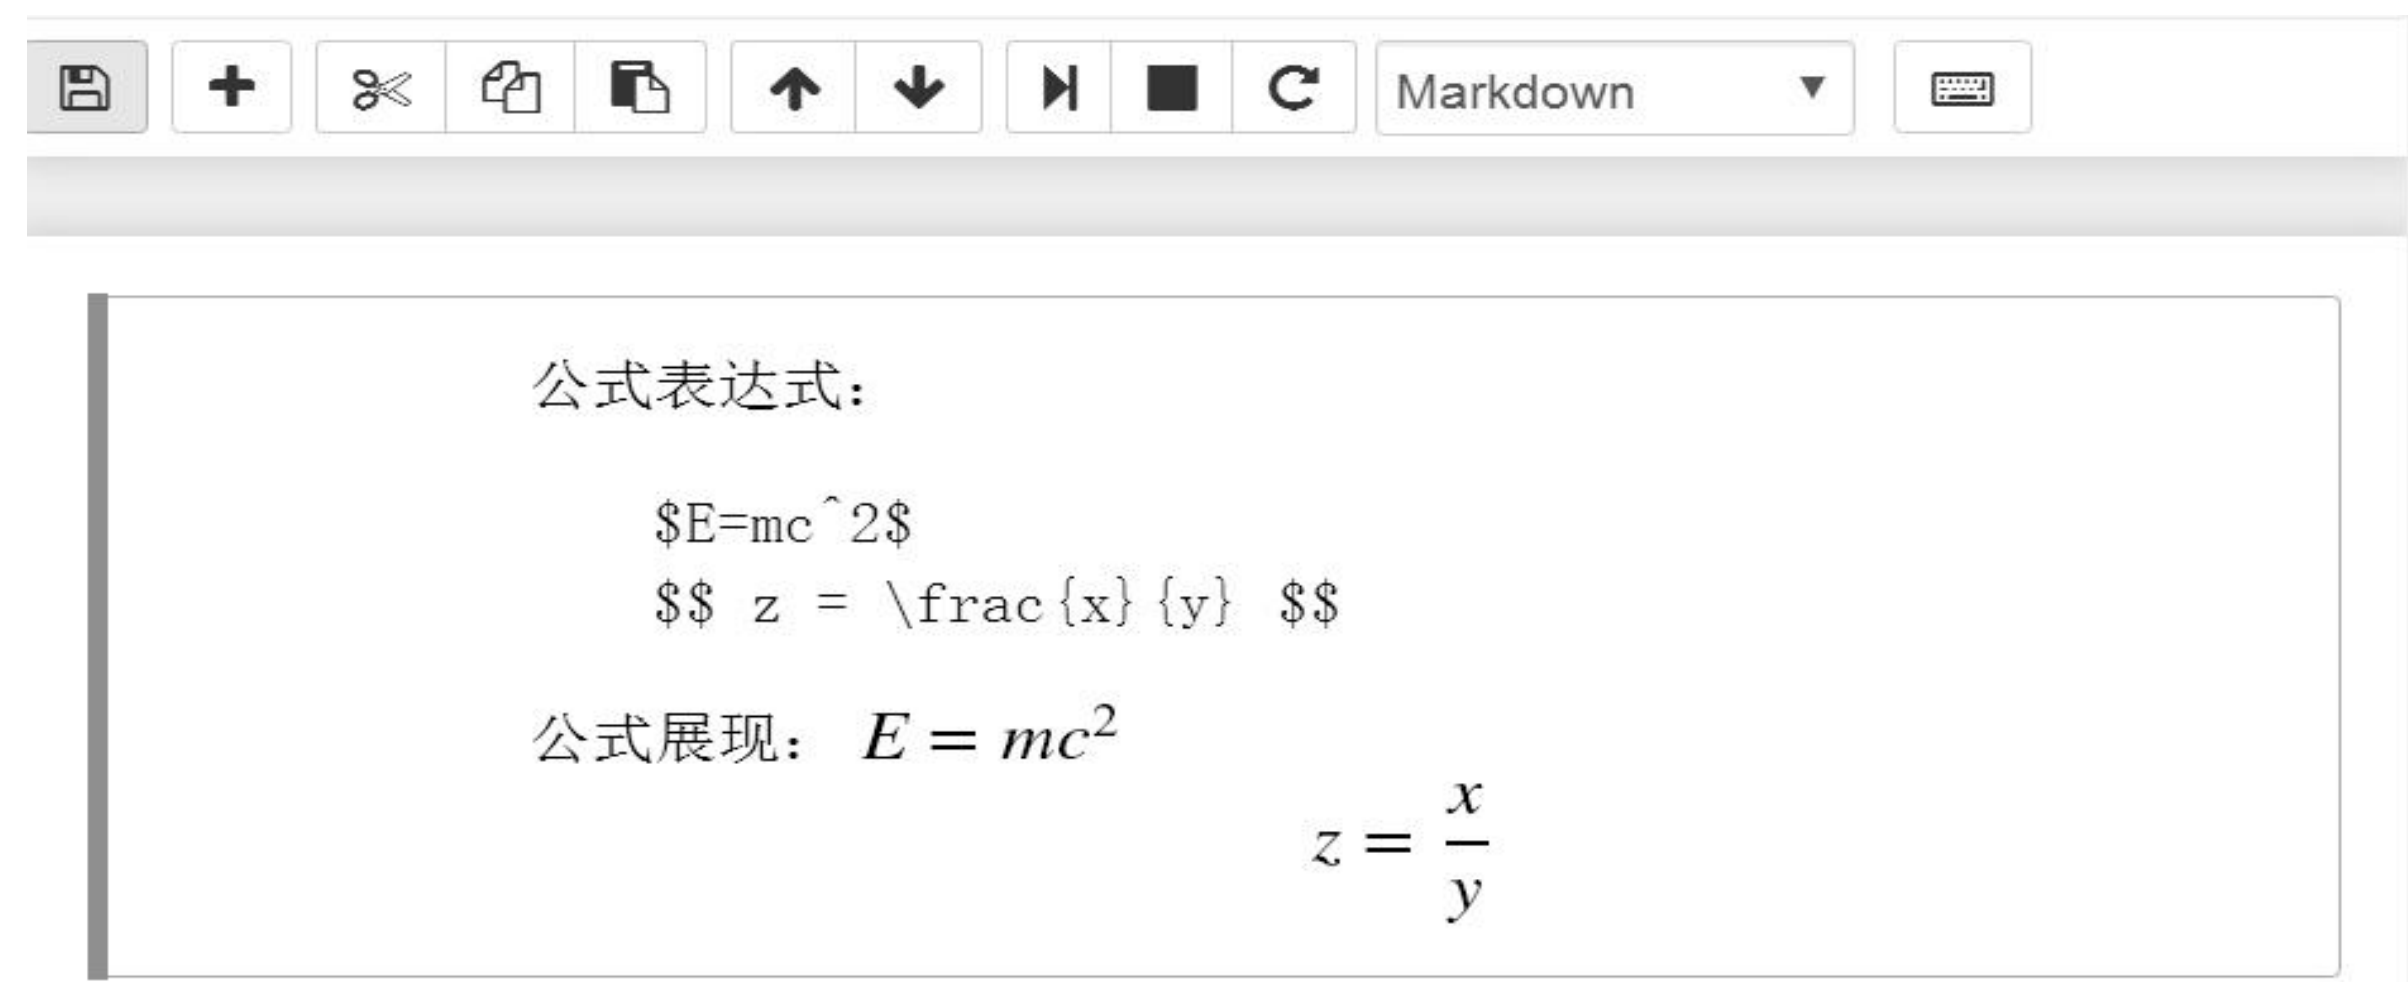 Markdown
公式表达式：
$E=mc^2$
$$ z = \frac{x}{y} $$
公式展现： E = mc²
z = x/y